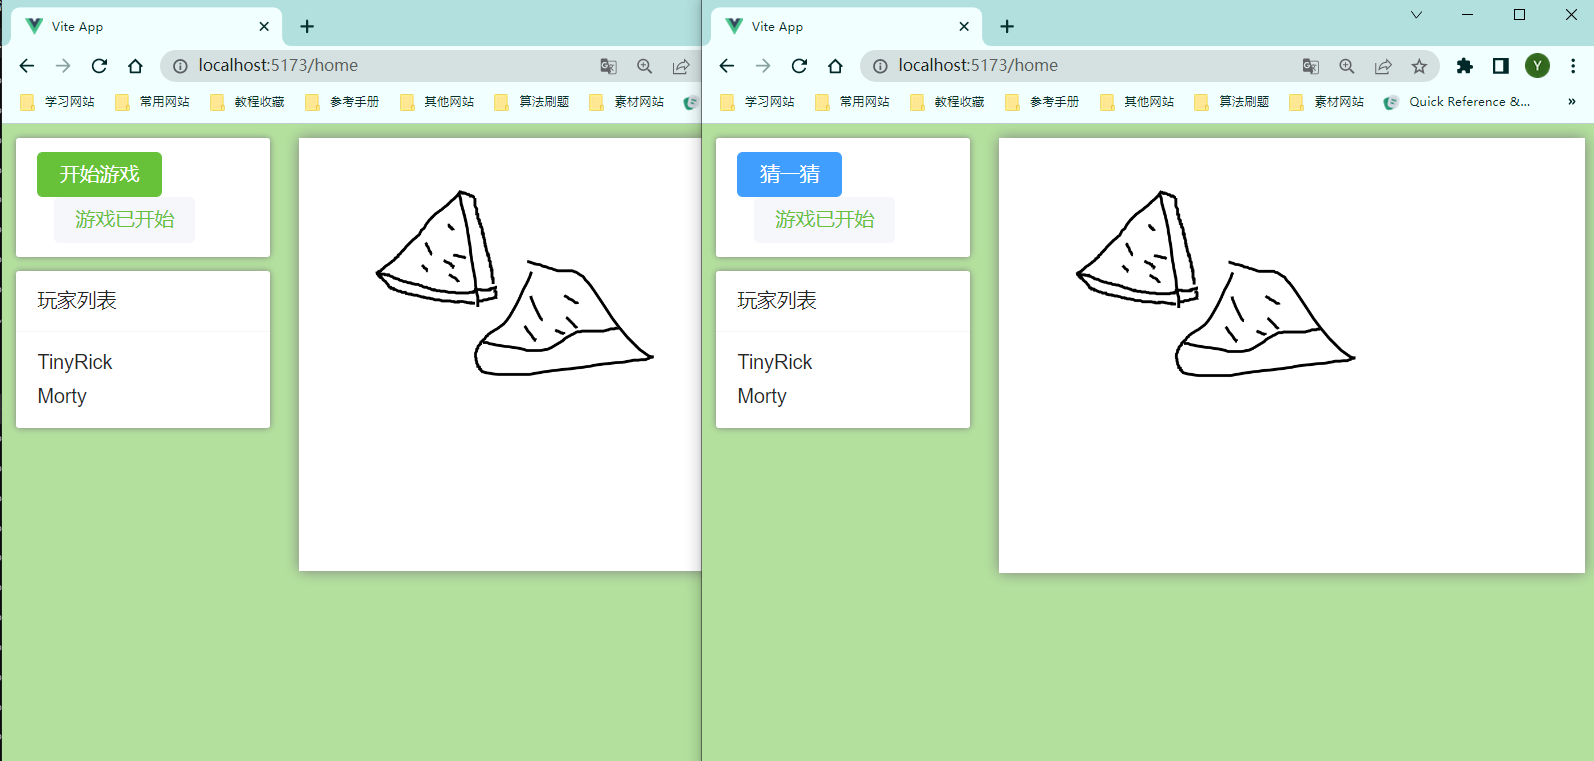 Vite App
localhost:5173/home
学习网站 常用网站 教程收藏 参考手册 其他网站 算法刷题 素材网站
开始游戏
游戏已开始
玩家列表
TinyRick
Morty
Vite App
localhost:5173/home
Y
学习网站 常用网站 教程收藏 参考手册 其他网站 算法刷题 素材网站 Quick Reference &... »
猜一猜
游戏已开始
玩家列表
TinyRick
Morty